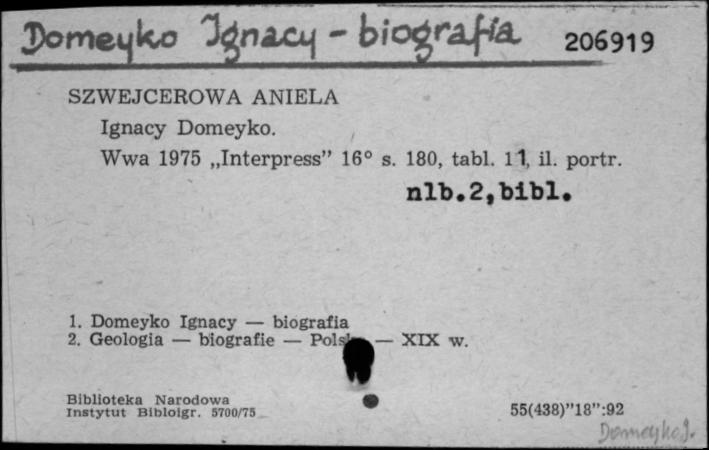 Domeyko Ignacy - biografia 206919
SZWEJCEROWA ANIELA
Ignacy Domeyko.
Wwa 1975 „Interpress” 16° s. 180, tabl. 11, il. portr.
nlb.2,bibl.
1. Domeyko Ignacy — biografia
2. Geologia — biografie — — XIX w.
Biblioteka Narodowa
Instytut Bibloigr. 5700/75
55(438)”18”:92
Domeyko I.